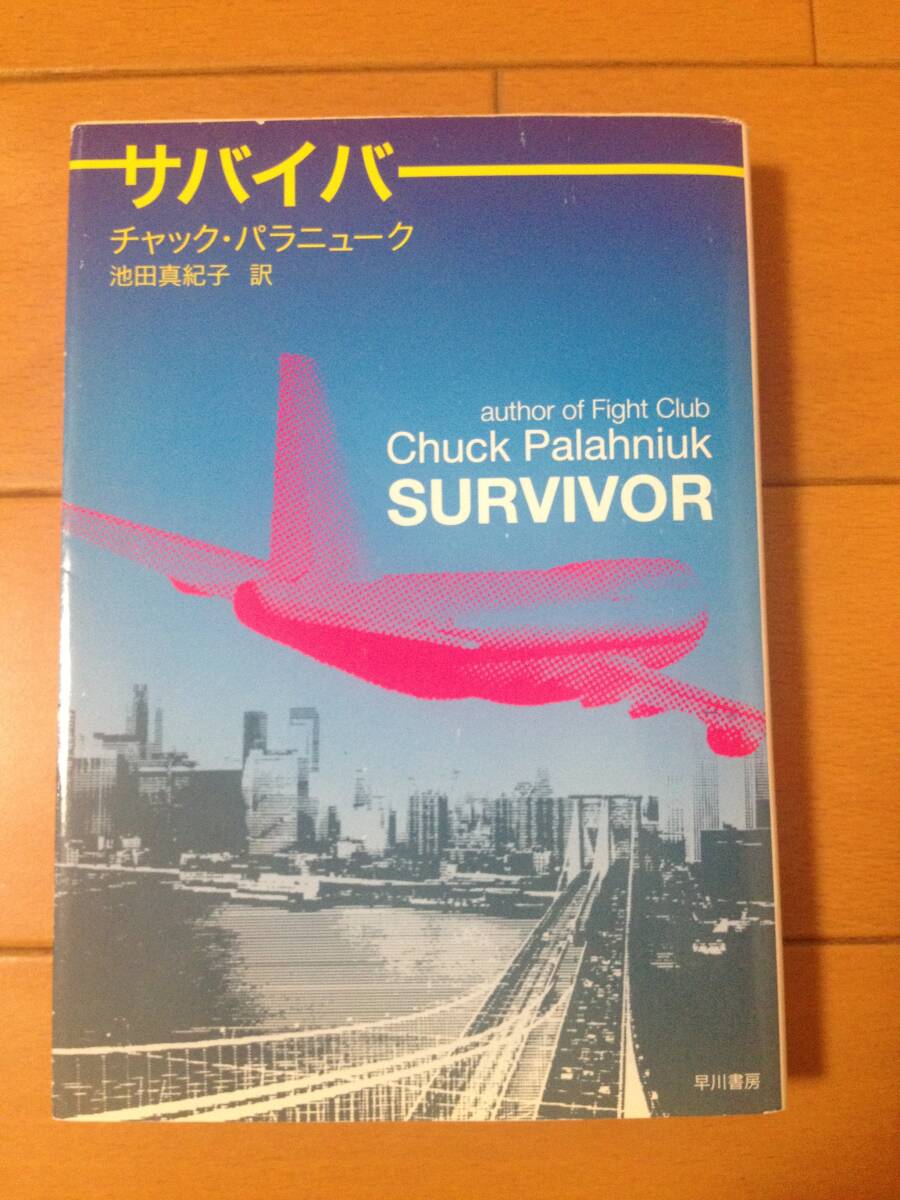 サバイバー
チャック・パラニューク
池田真紀子 訳
author of Fight Club
Chuck Palahniuk
SURVIVOR
早川書房